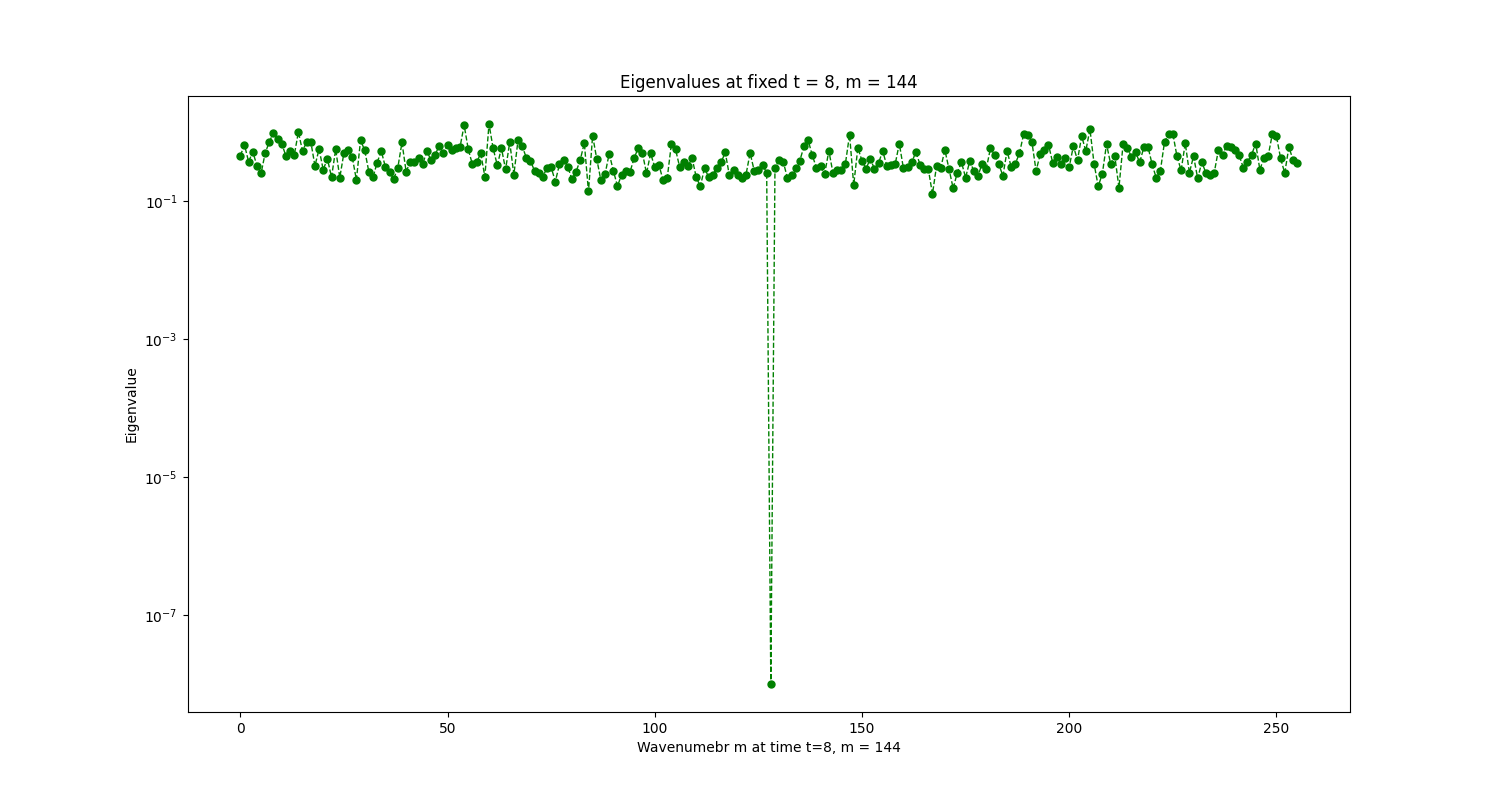 Eigenvalues at fixed t = 8, m = 144
Eigenvalue
10⁻¹
10⁻³
10⁻⁵
10⁻⁷
0 50 100 150 200 250
Wavenumebr m at time t=8, m = 144